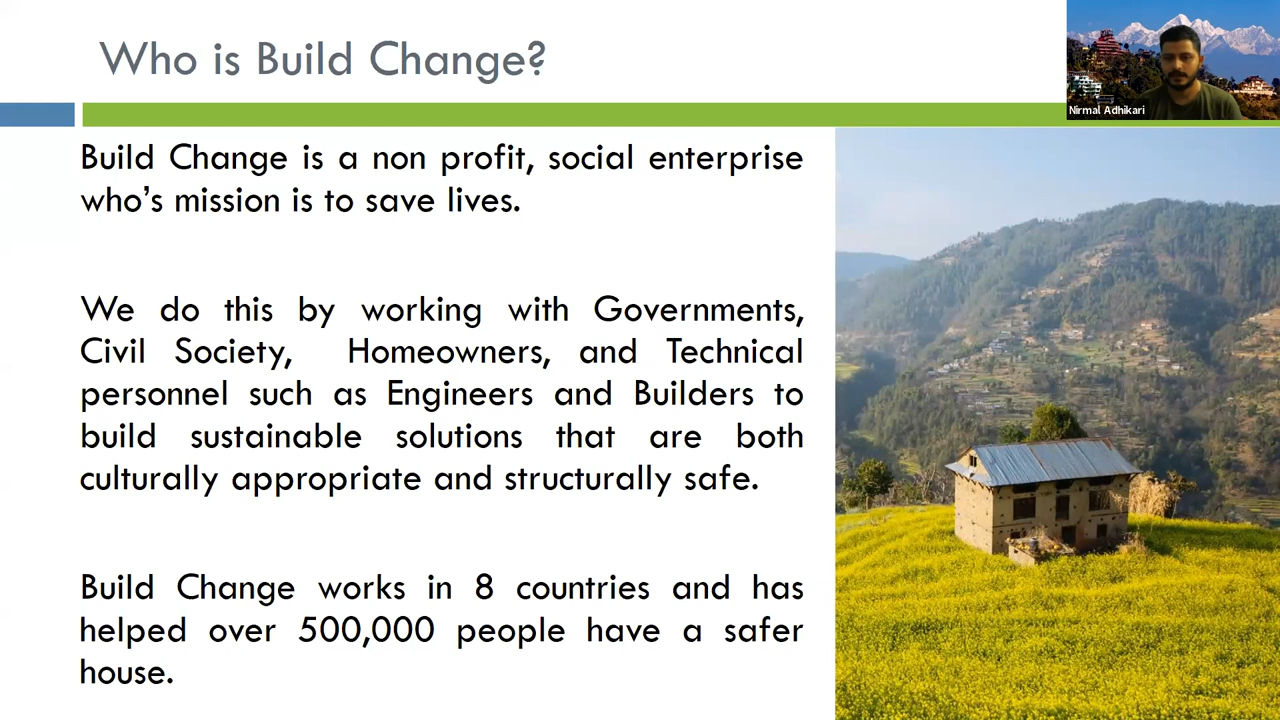 Who is Build Change?
Nirmal Adhikari
Build Change is a non profit, social enterprise
who’s mission is to save lives.
We do this by working with Governments,
Civil Society, Homeowners, and Technical
personnel such as Engineers and Builders to
build sustainable solutions that are both
culturally appropriate and structurally safe.
Build Change works in 8 countries and has
helped over 500,000 people have a safer
house.